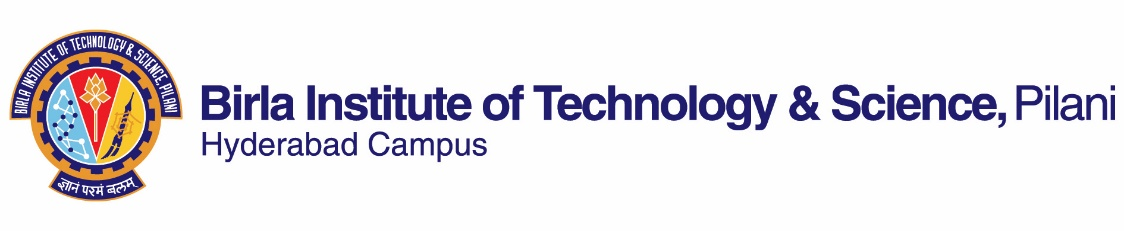 BIRLA INSTITUTE OF TECHNOLOGY & SCIENCE, PILANI
ज्ञानं परमं बलम्
Birla Institute of Technology & Science, Pilani
Hyderabad Campus